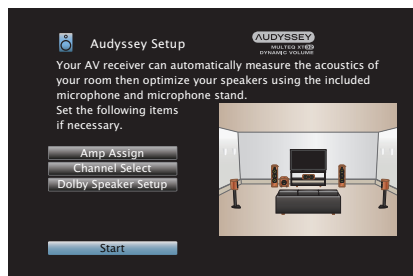 Audyssey Setup
AUDYSSEY
MULTEQ XT32
DYNAMIC VOLUME
Your AV receiver can automatically measure the acoustics of
your room then optimize your speakers using the included
microphone and microphone stand.
Set the following items
if necessary.
Amp Assign
Channel Select
Dolby Speaker Setup
Start